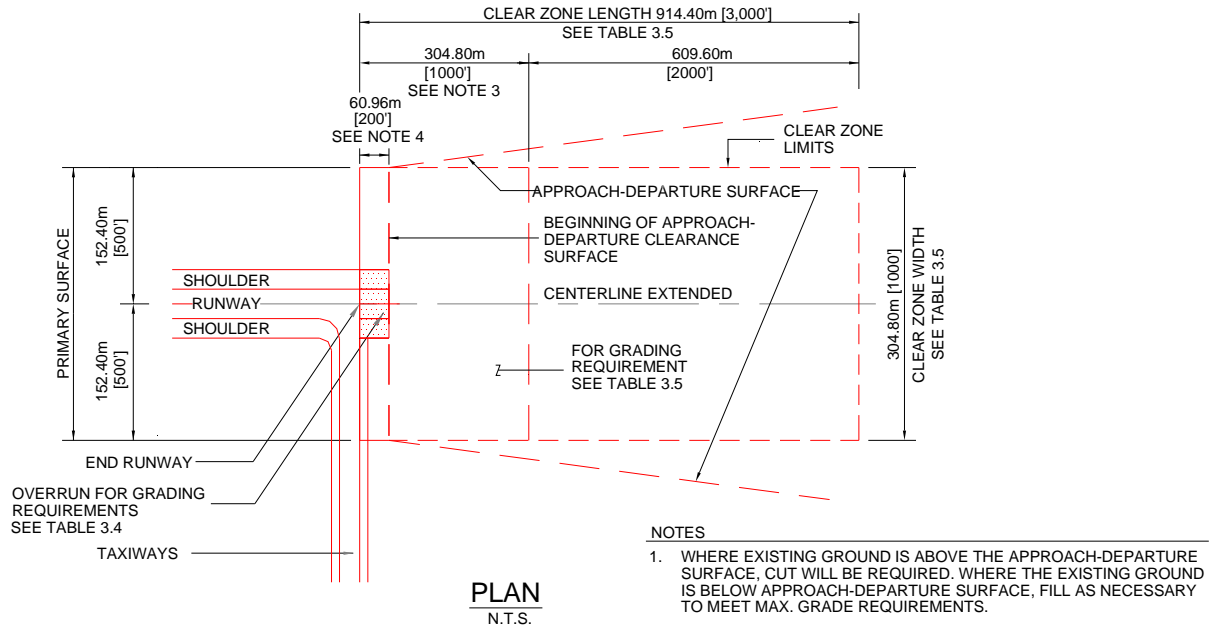 CLEAR ZONE LENGTH 914.40m [3,000']
SEE TABLE 3.5
304.80m
[1000']
SEE NOTE 3
609.60m
[2000']
60.96m
[200']
SEE NOTE 4
CLEAR ZONE
LIMITS
APPROACH-DEPARTURE SURFACE
BEGINNING OF APPROACH-
DEPARTURE CLEARANCE
SURFACE
PRIMARY SURFACE
152.40m
[500']
152.40m
[500']
SHOULDER
RUNWAY
SHOULDER
CENTERLINE EXTENDED
304.80m [1000']
CLEAR ZONE WIDTH
SEE TABLE 3.5
FOR GRADING
REQUIREMENT
SEE TABLE 3.5
END RUNWAY
OVERRUN FOR GRADING
REQUIREMENTS
SEE TABLE 3.4
TAXIWAYS
PLAN
N.T.S.
NOTES
1. WHERE EXISTING GROUND IS ABOVE THE APPROACH-DEPARTURE
SURFACE, CUT WILL BE REQUIRED. WHERE THE EXISTING GROUND
IS BELOW APPROACH-DEPARTURE SURFACE, FILL AS NECESSARY
TO MEET MAX. GRADE REQUIREMENTS.